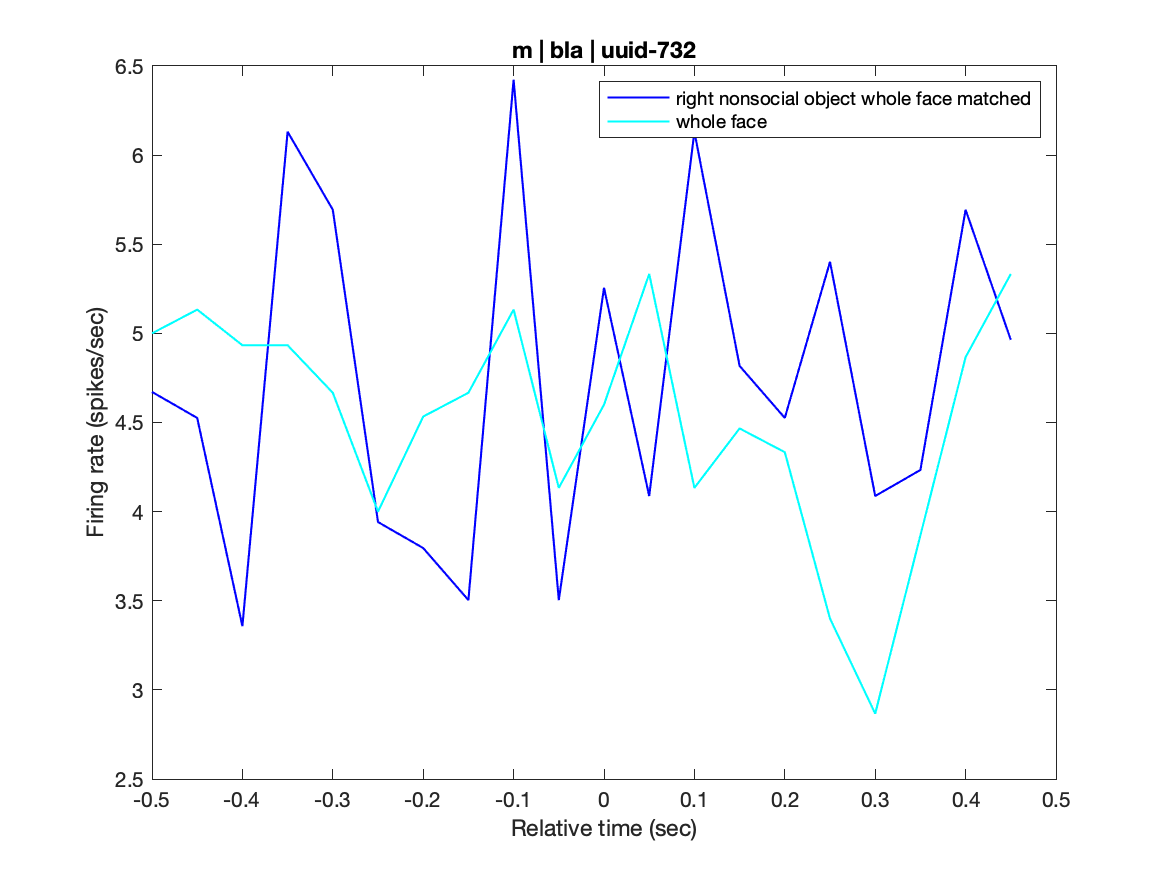 m | bla | uuid-732
right nonsocial object whole face matched
whole face
Firing rate (spikes/sec)
6.5
6
5.5
5
4.5
4
3.5
3
2.5
-0.5 -0.4 -0.3 -0.2 -0.1 0 0.1 0.2 0.3 0.4 0.5
Relative time (sec)